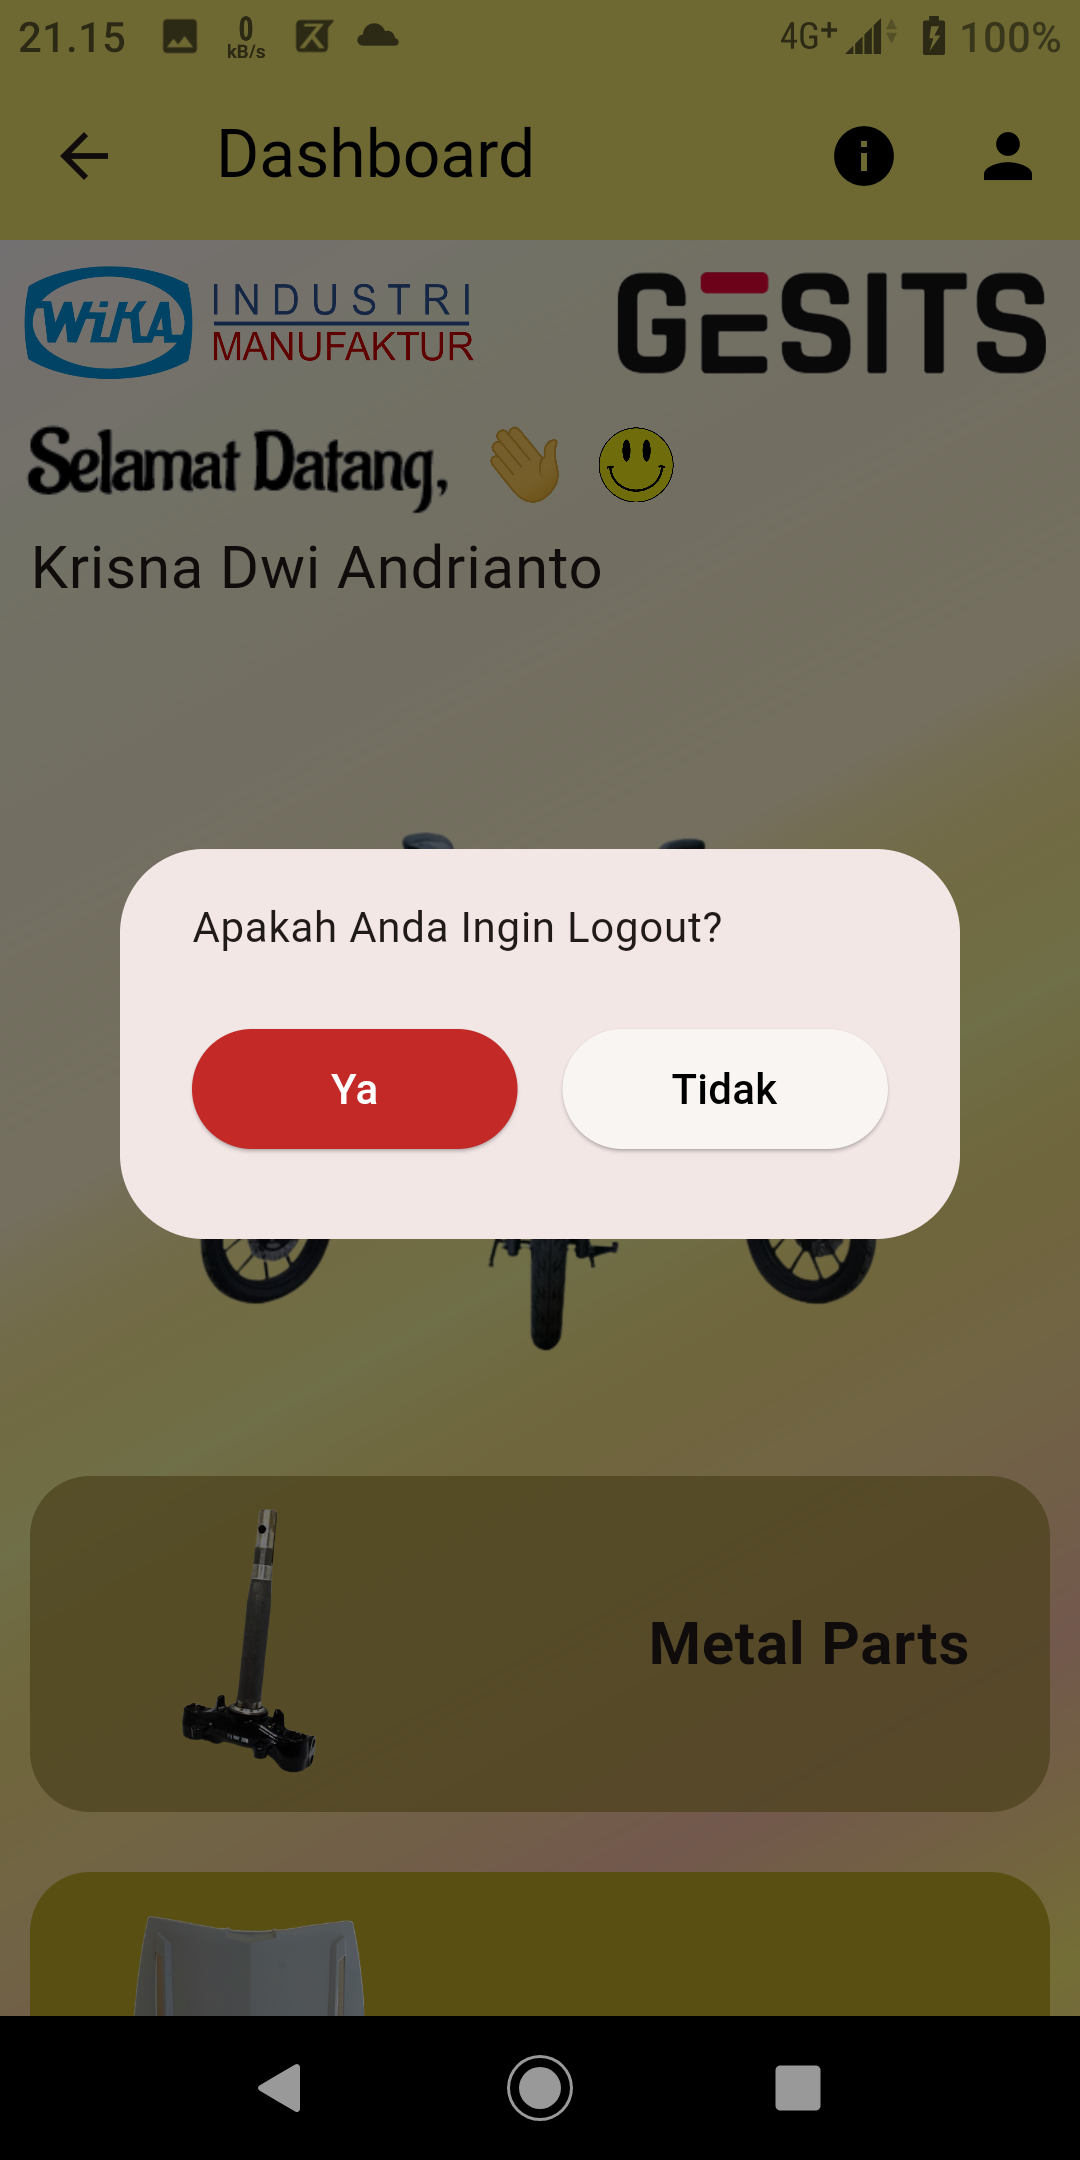 21.15
0
kB/s
4G+
100%
Dashboard
WiKA
INDUSTRI
MANUFAKTUR
GESITS
Selamat Datang,
Krisna Dwi Andrianto
Apakah Anda Ingin Logout?
Ya
Tidak
Metal Parts